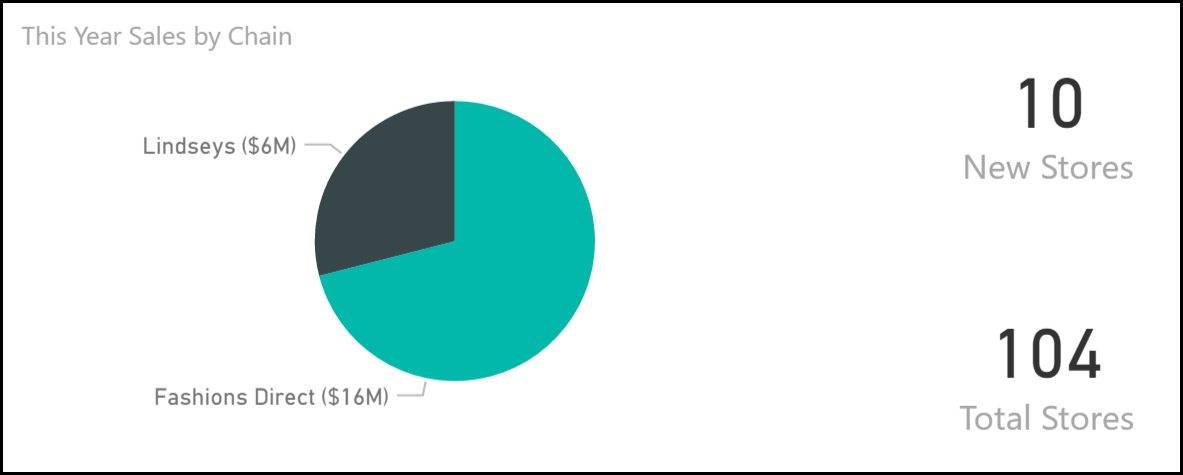 This Year Sales by Chain
Lindseys ($6M)
Fashions Direct ($16M)
10
New Stores
104
Total Stores